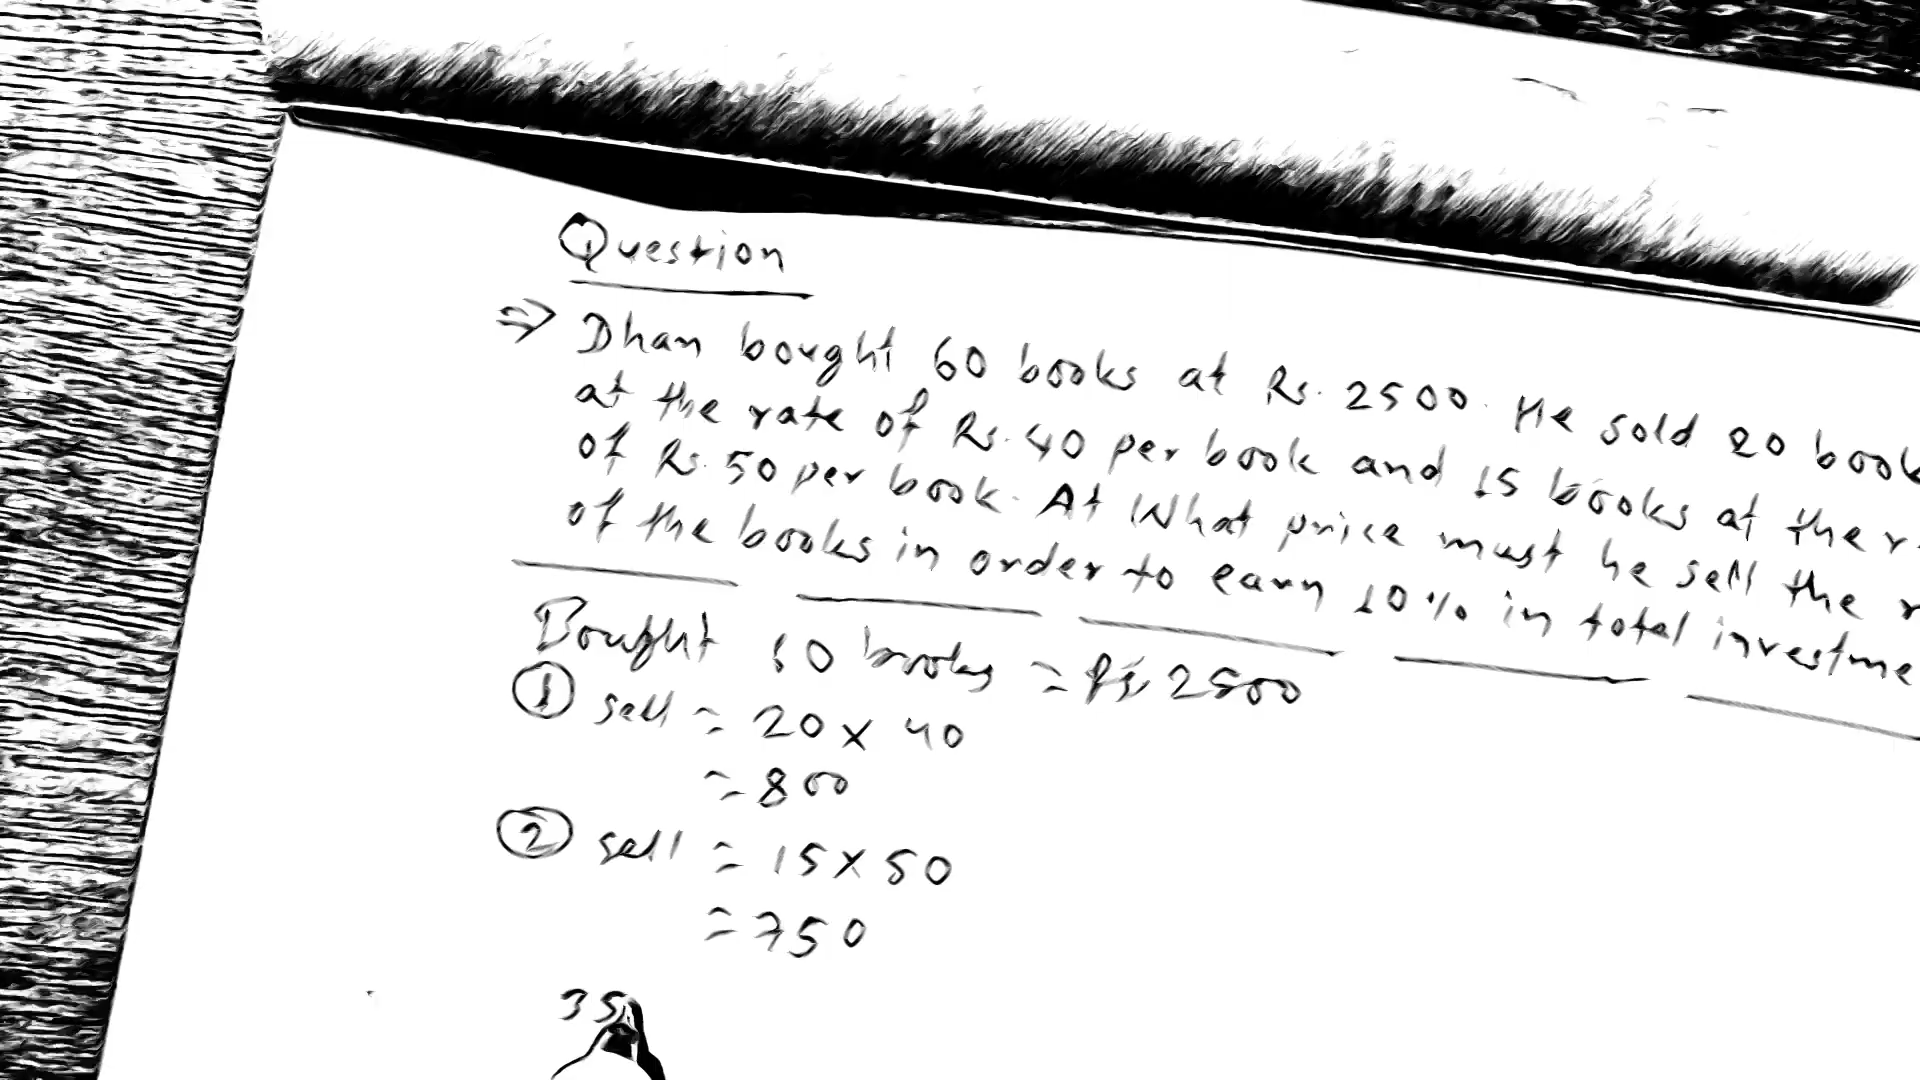 Question
⇒ Dhan bought 60 books at Rs. 2500. He sold 20 book
at the rate of Rs. 40 per book and 15 books at the r
of Rs. 50 per book. At What price must he sell the r
of the books in order to earn 10% in total investme
Bought 60 books = Rs. 2500
① sell = 20 x 40
= 800
② sell = 15 x 50
= 750
35